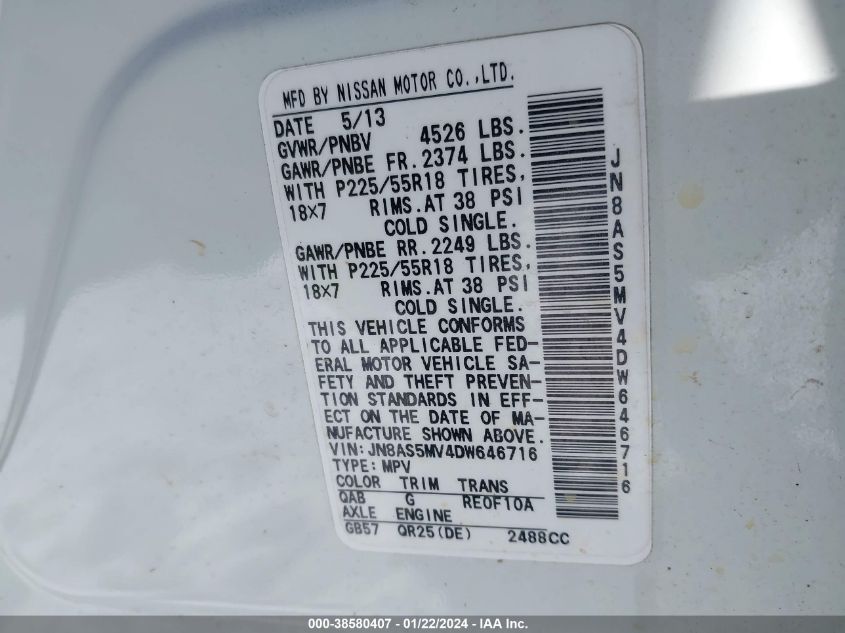 MFD BY NISSAN MOTOR CO.,LTD.
DATE 5/13
GVWR/PNBV 4526 LBS.
GAWR/PNBE FR. 2374 LBS.
WITH P225/55R18 TIRES,
18X7 RIMS. AT 38 PSI
COLD SINGLE.
GAWR/PNBE RR. 2249 LBS.
WITH P225/55R18 TIRES,
18X7 RIMS. AT 38 PSI
COLD SINGLE.
THIS VEHICLE CONFORMS
TO ALL APPLICABLE FED-
ERAL MOTOR VEHICLE SA-
FETY AND THEFT PREVEN-
TION STANDARDS IN EFF-
ECT ON THE DATE OF MA-
NUFACTURE SHOWN ABOVE.
VIN: JN8AS5MV4DW646716
TYPE: MPV
COLOR TRIM TRANS
QAB G RE0F10A
AXLE ENGINE
GB57 QR25(DE) 2488CC
JN8AS5MV4DW646716
000-38580407 - 01/22/2024 - IAA Inc.